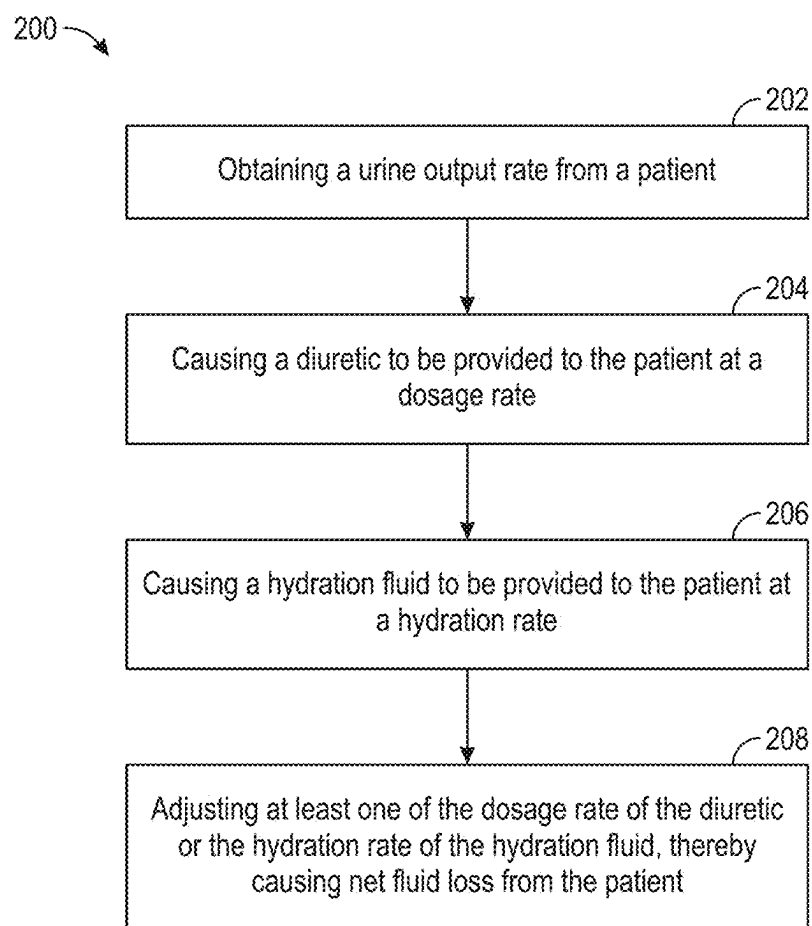 200
202
Obtaining a urine output rate from a patient
204
Causing a diuretic to be provided to the patient at a
dosage rate
206
Causing a hydration fluid to be provided to the patient at
a hydration rate
208
Adjusting at least one of the dosage rate of the diuretic
or the hydration rate of the hydration fluid, thereby
causing net fluid loss from the patient